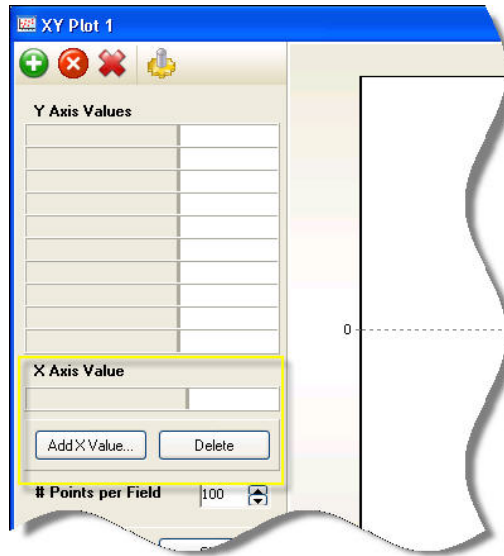 XY Plot 1
Y Axis Values
0
X Axis Value
Add X Value... Delete
# Points per Field 100